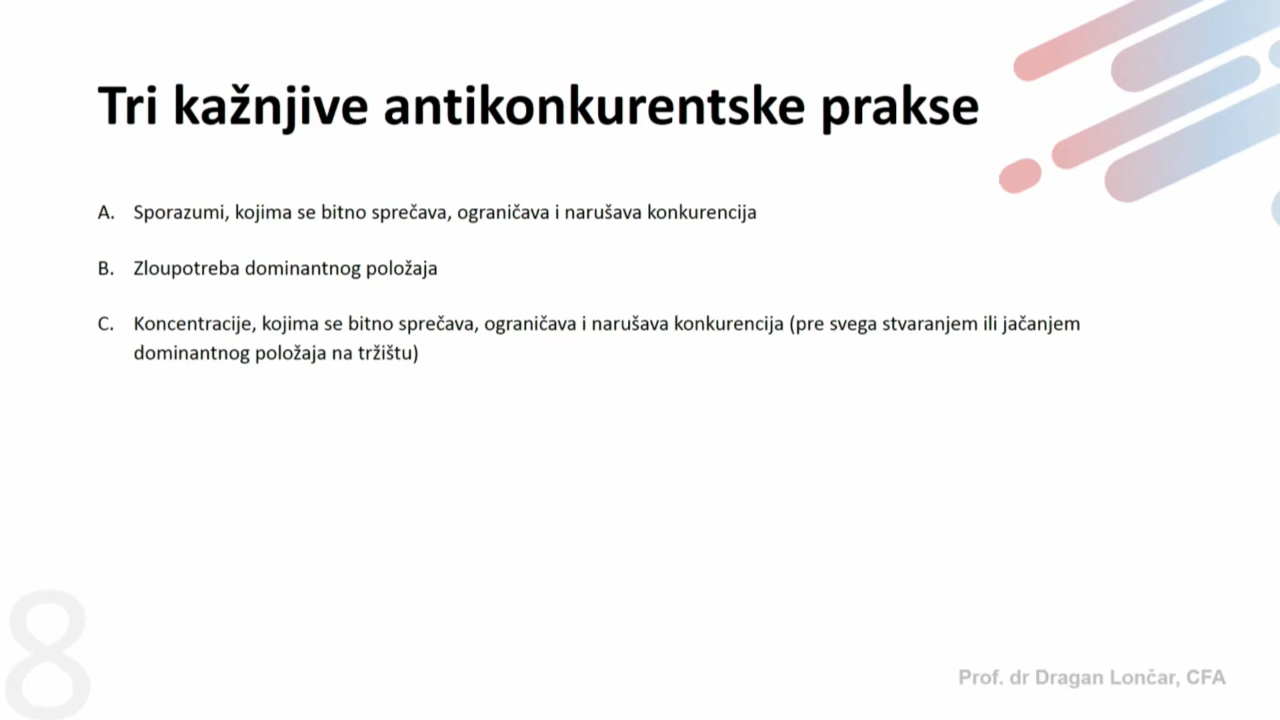 Tri kažnjive antikonkurentske prakse
A. Sporazumi, kojima se bitno sprečava, ograničava i narušava konkurencija
B. Zloupotreba dominantnog položaja
C. Koncentracije, kojima se bitno sprečava, ograničava i narušava konkurencija (pre svega stvaranjem ili jačanjem
dominantnog položaja na tržištu)
8
Prof. dr Dragan Lončar, CFA